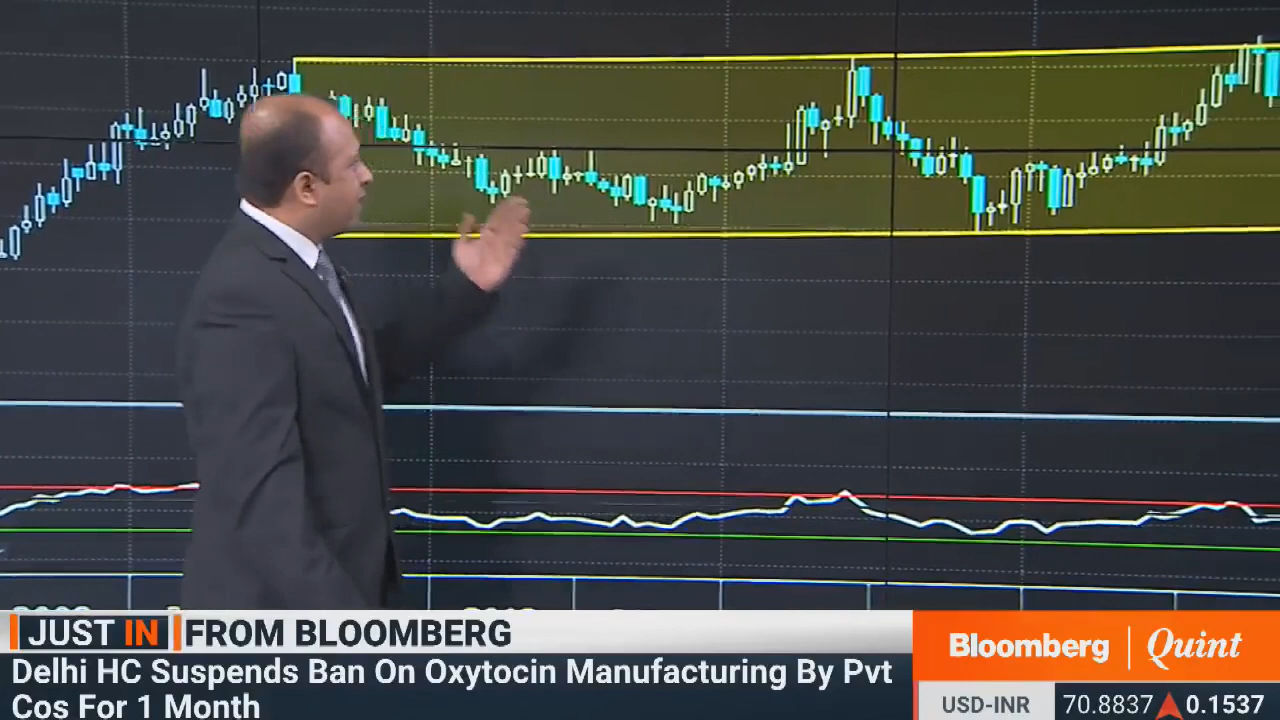 JUST IN FROM BLOOMBERG
Delhi HC Suspends Ban On Oxytocin Manufacturing By Pvt
Cos For 1 Month
Bloomberg | Quint
USD-INR 70.8837 0.1537